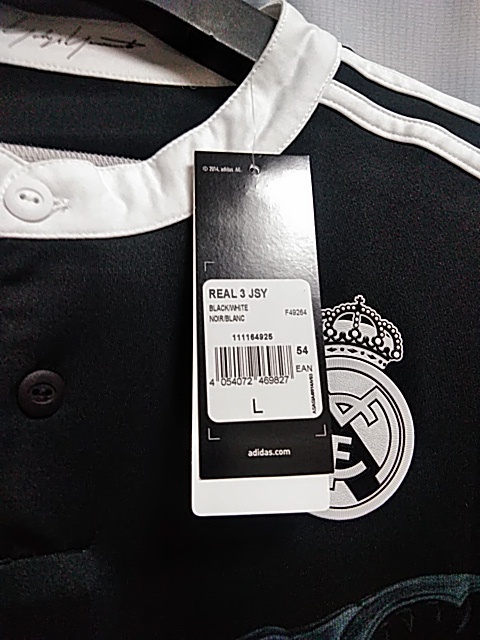 © 2014. adidas AG.
REAL 3 JSY
BLACK/WHITE
NOIR/BLANC
F49264
111164925
54
EAN
4 054072 469827
L
adidas.com